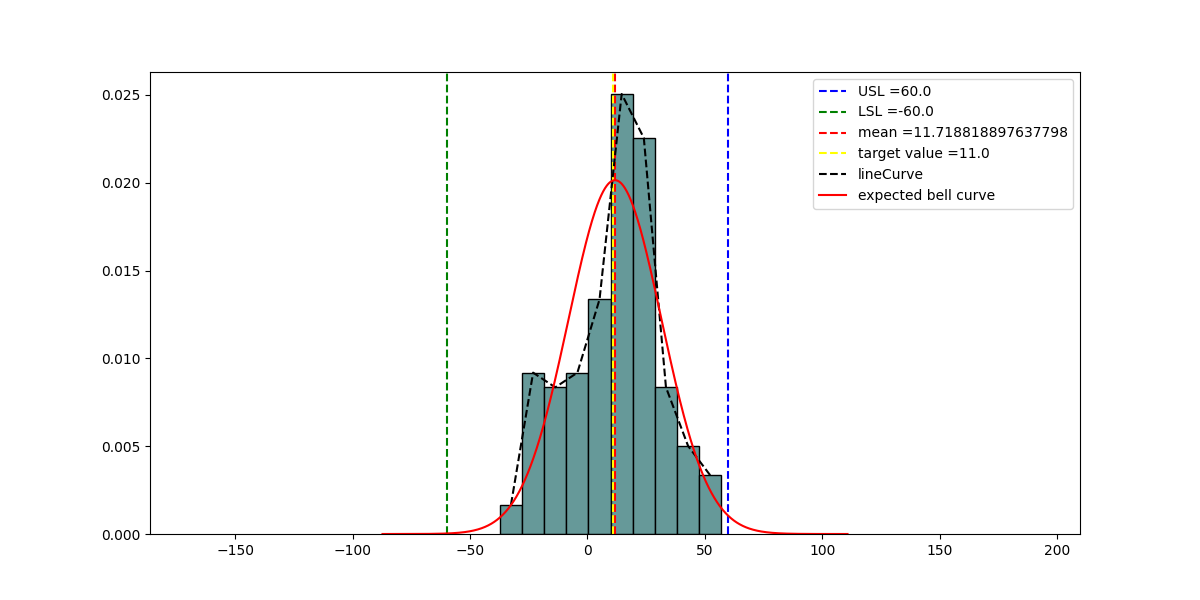 USL =60.0
LSL =-60.0
mean =11.718818897637798
target value =11.0
lineCurve
expected bell curve
0.025
0.020
0.015
0.010
0.005
0.000
−150
−100
−50
0
50
100
150
200